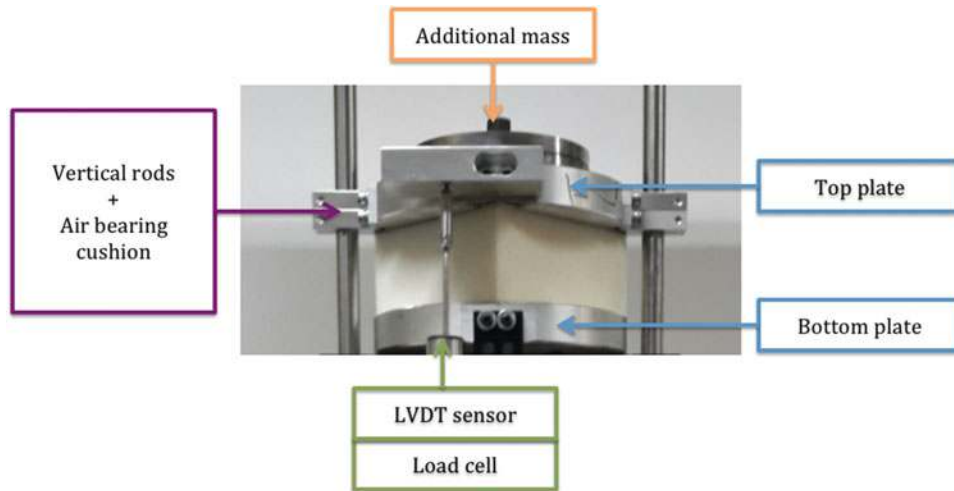 Additional mass
Vertical rods
+
Air bearing
cushion
Top plate
Bottom plate
LVDT sensor
Load cell